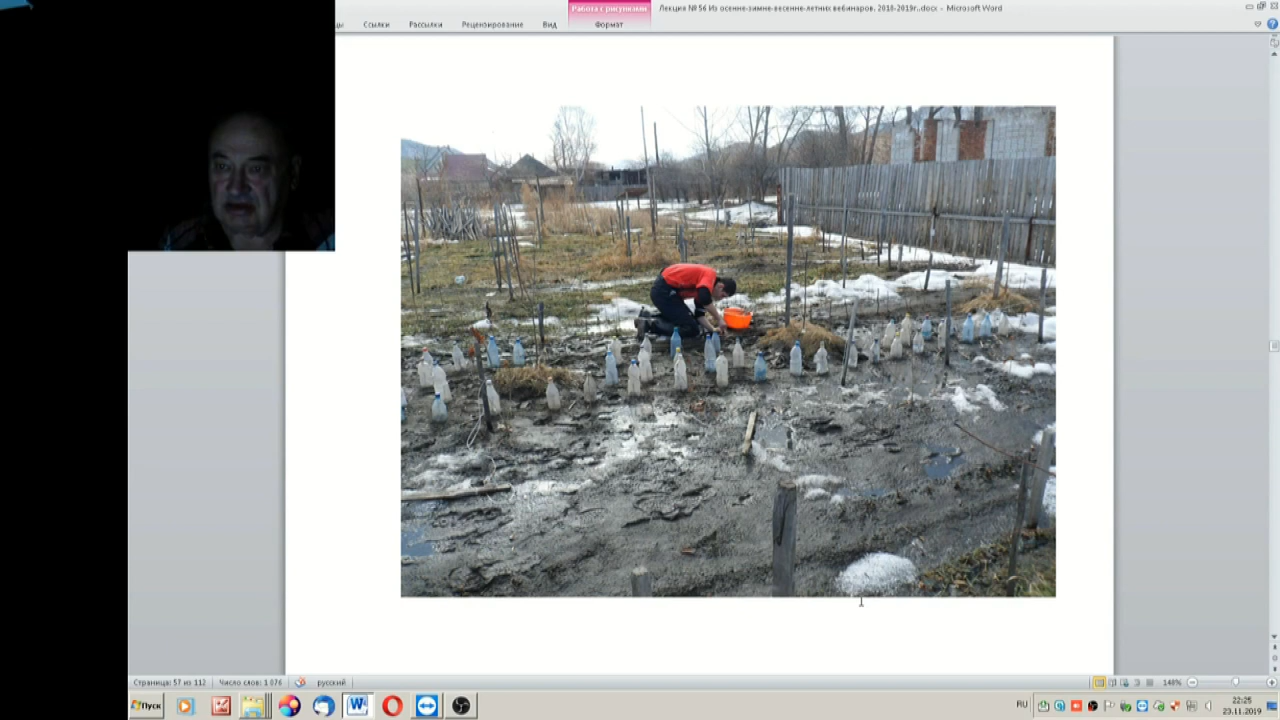 Работа с рисунками
Лекция № 56 Из осенне-зимне-весенне-летних вебинаров, 2018-2019г..docx - Microsoft Word
Ссылки
Рассылки
Рецензирование
Вид
Формат
Страница: 57 из 112
Число слов: 1 076
русский
148%
Пуск
RU
22:25
23.11.2019